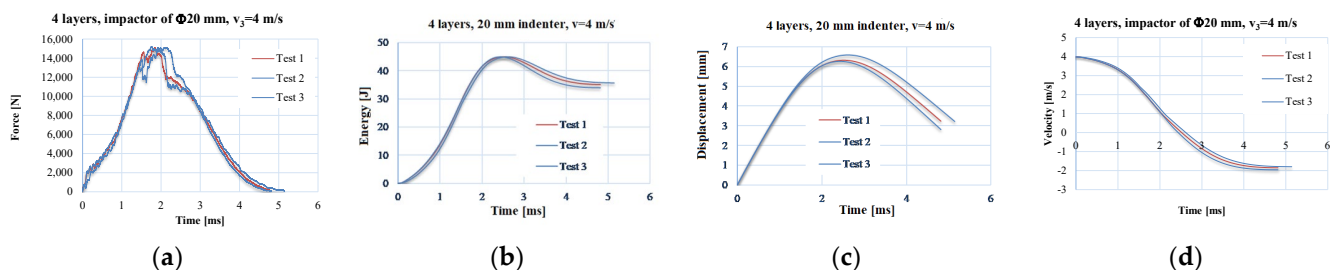 4 layers, impactor of Φ20 mm, v3=4 m/s
Force [N]
16,000
14,000
12,000
10,000
8,000
6,000
4,000
2,000
0
0 1 2 3 4 5 6
Time [ms]
Test 1
Test 2
Test 3
(a)
4 layers, 20 mm indenter, v=4 m/s
Energy [J]
50
40
30
20
10
0
0 1 2 3 4 5 6
Time [ms]
Test 1
Test 2
Test 3
(b)
4 layers, 20 mm indenter, v=4 m/s
Displacement [mm]
7
6
5
4
3
2
1
0
0 2 4 6
Time [ms]
Test 1
Test 2
Test 3
(c)
4 layers, impactor of Φ20 mm, v3=4 m/s
Velocity [m/s]
5
4
3
2
1
0
-1
-2
-3
0 1 2 3 4 5 6
Time [ms]
Test 1
Test 2
Test 3
(d)